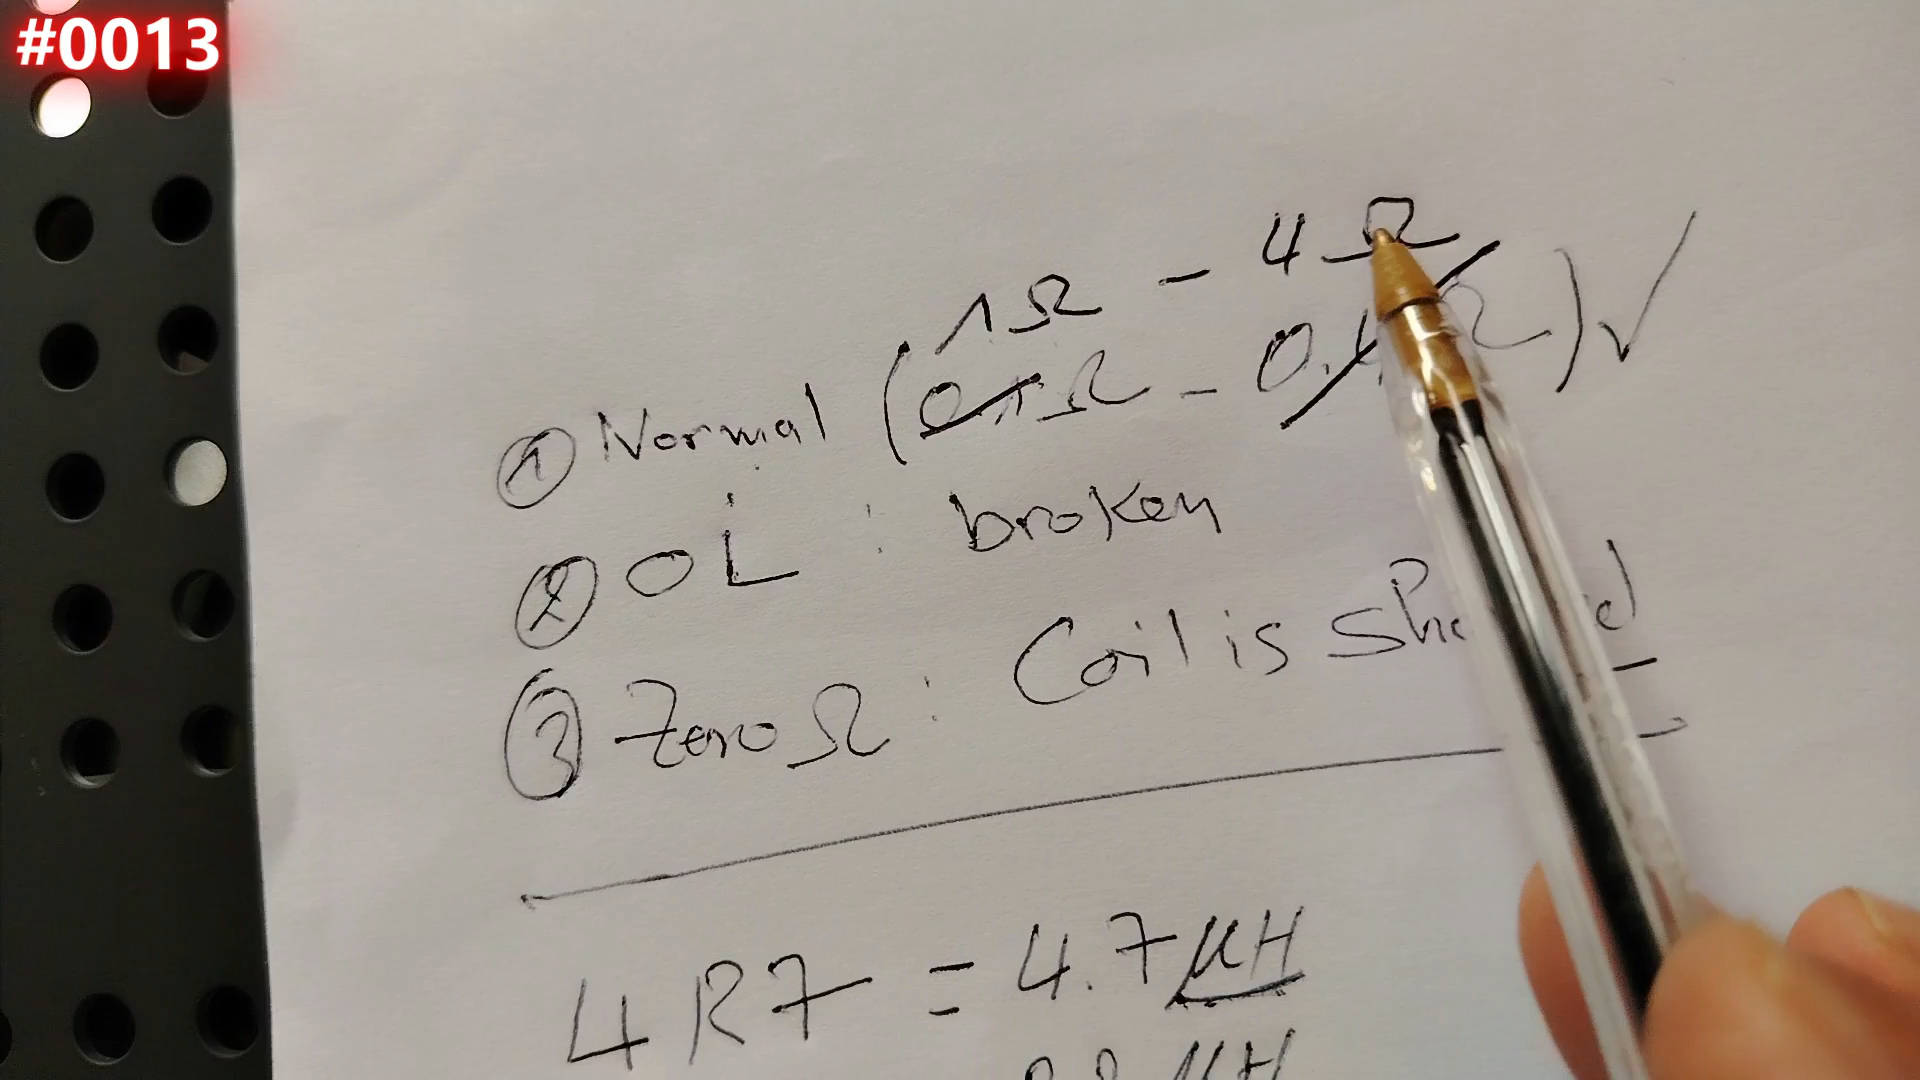 #0013
1Ω - 4Ω
① Normal (0.1Ω - 0.4Ω) ✓
② OL : broken
③ Zero Ω : Coil is
4R7 = 4.7 µH
µH